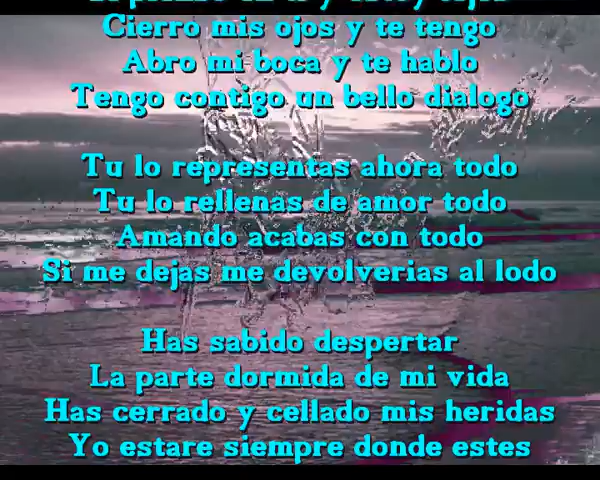 Cierro mis ojos y te tengo
Abro mi boca y te hablo
Tengo contigo un bello dialogo
Tu lo representas ahora todo
Tu lo rellenas de amor todo
Amando acabas con todo
Si me dejas me devolverias al lodo
Has sabido despertar
La parte dormida de mi vida
Has cerrado y cellado mis heridas
Yo estare siempre donde estes